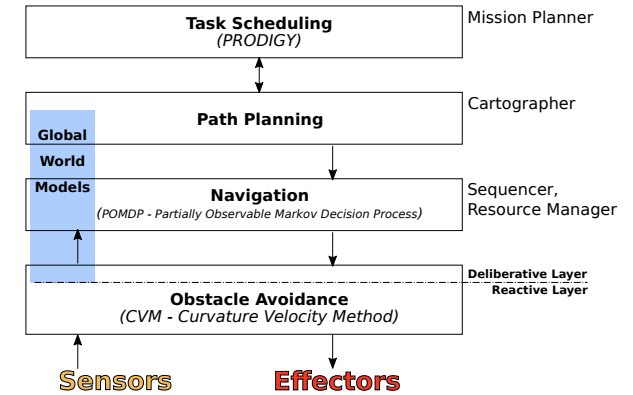 Task Scheduling
(PRODIGY)
Mission Planner
Path Planning
Cartographer
Global
World
Models
Navigation
(POMDP - Partially Observable Markov Decision Process)
Sequencer,
Resource Manager
Deliberative Layer
Reactive Layer
Obstacle Avoidance
(CVM - Curvature Velocity Method)
Sensors
Effectors